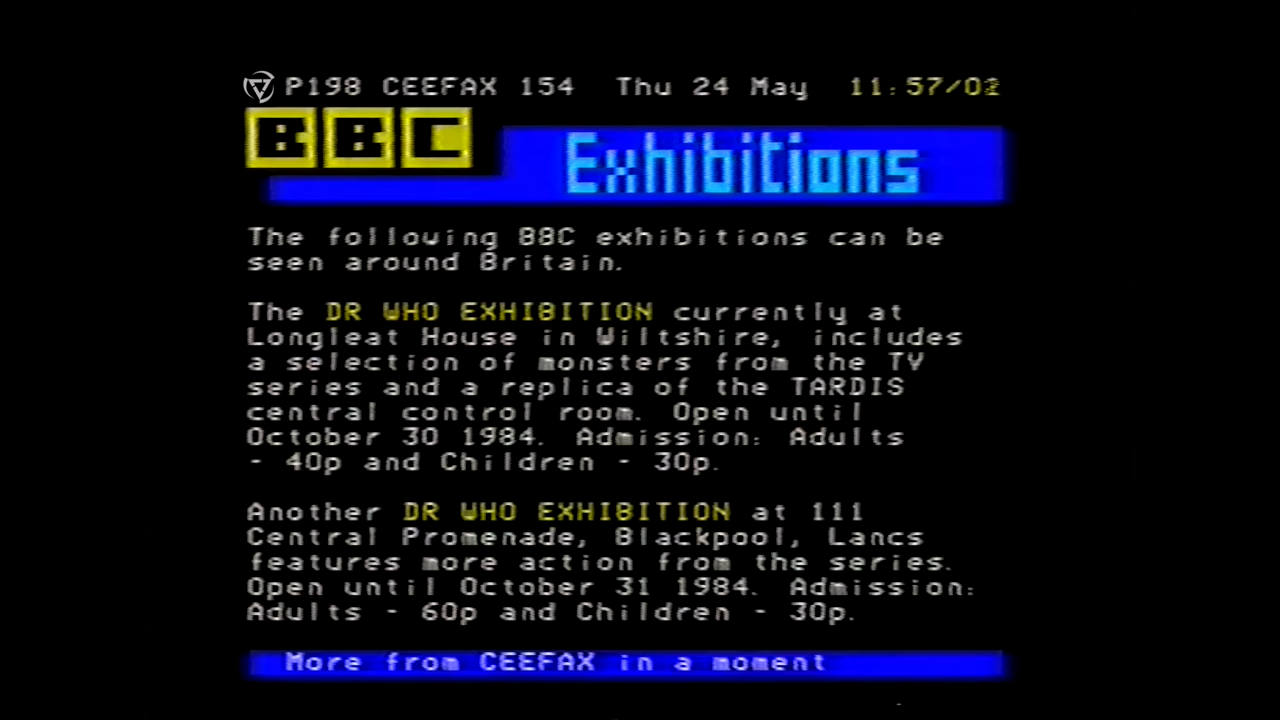 P198 CEEFAX 154 Thu 24 May 11:57/02
BBC Exhibitions
The following BBC exhibitions can be
seen around Britain.
The DR WHO EXHIBITION currently at
Longleat House in Wiltshire, includes
a selection of monsters from the TV
series and a replica of the TARDIS
central control room. Open until
October 30 1984. Admission: Adults
- 40p and Children - 30p.
Another DR WHO EXHIBITION at 111
Central Promenade, Blackpool, Lancs
features more action from the series.
Open until October 31 1984. Admission:
Adults - 60p and Children - 30p.
More from CEEFAX in a moment